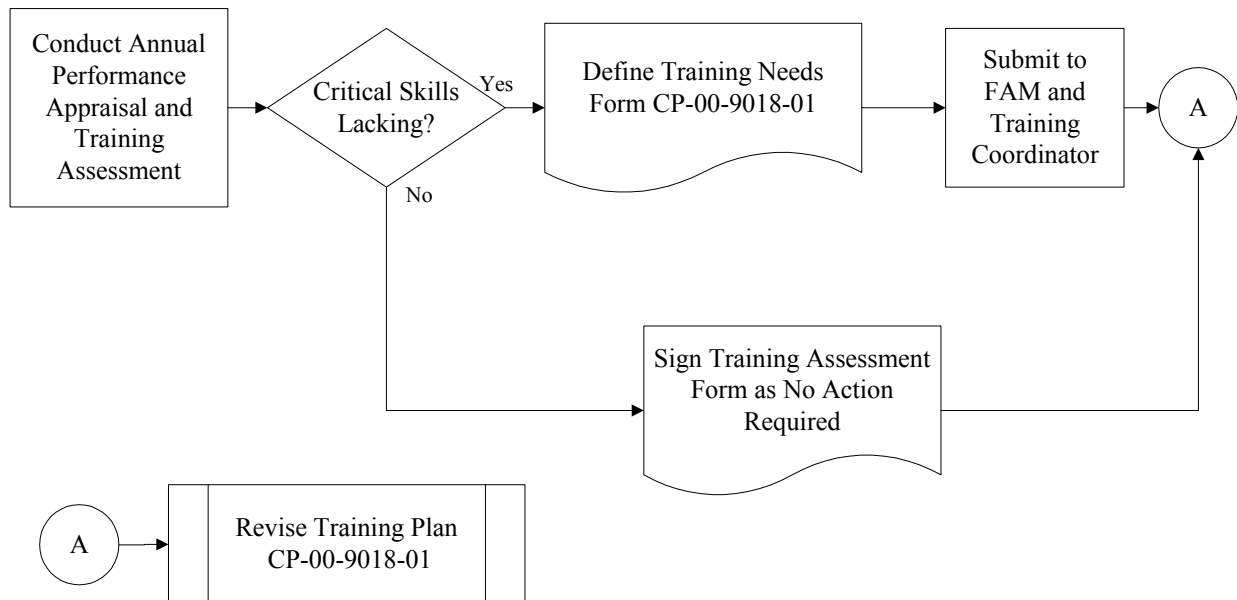 Conduct Annual
Performance
Appraisal and
Training
Assessment
Critical Skills
Lacking?
Yes
No
Define Training Needs
Form CP-00-9018-01
Submit to
FAM and
Training
Coordinator
A
Sign Training Assessment
Form as No Action
Required
A
Revise Training Plan
CP-00-9018-01